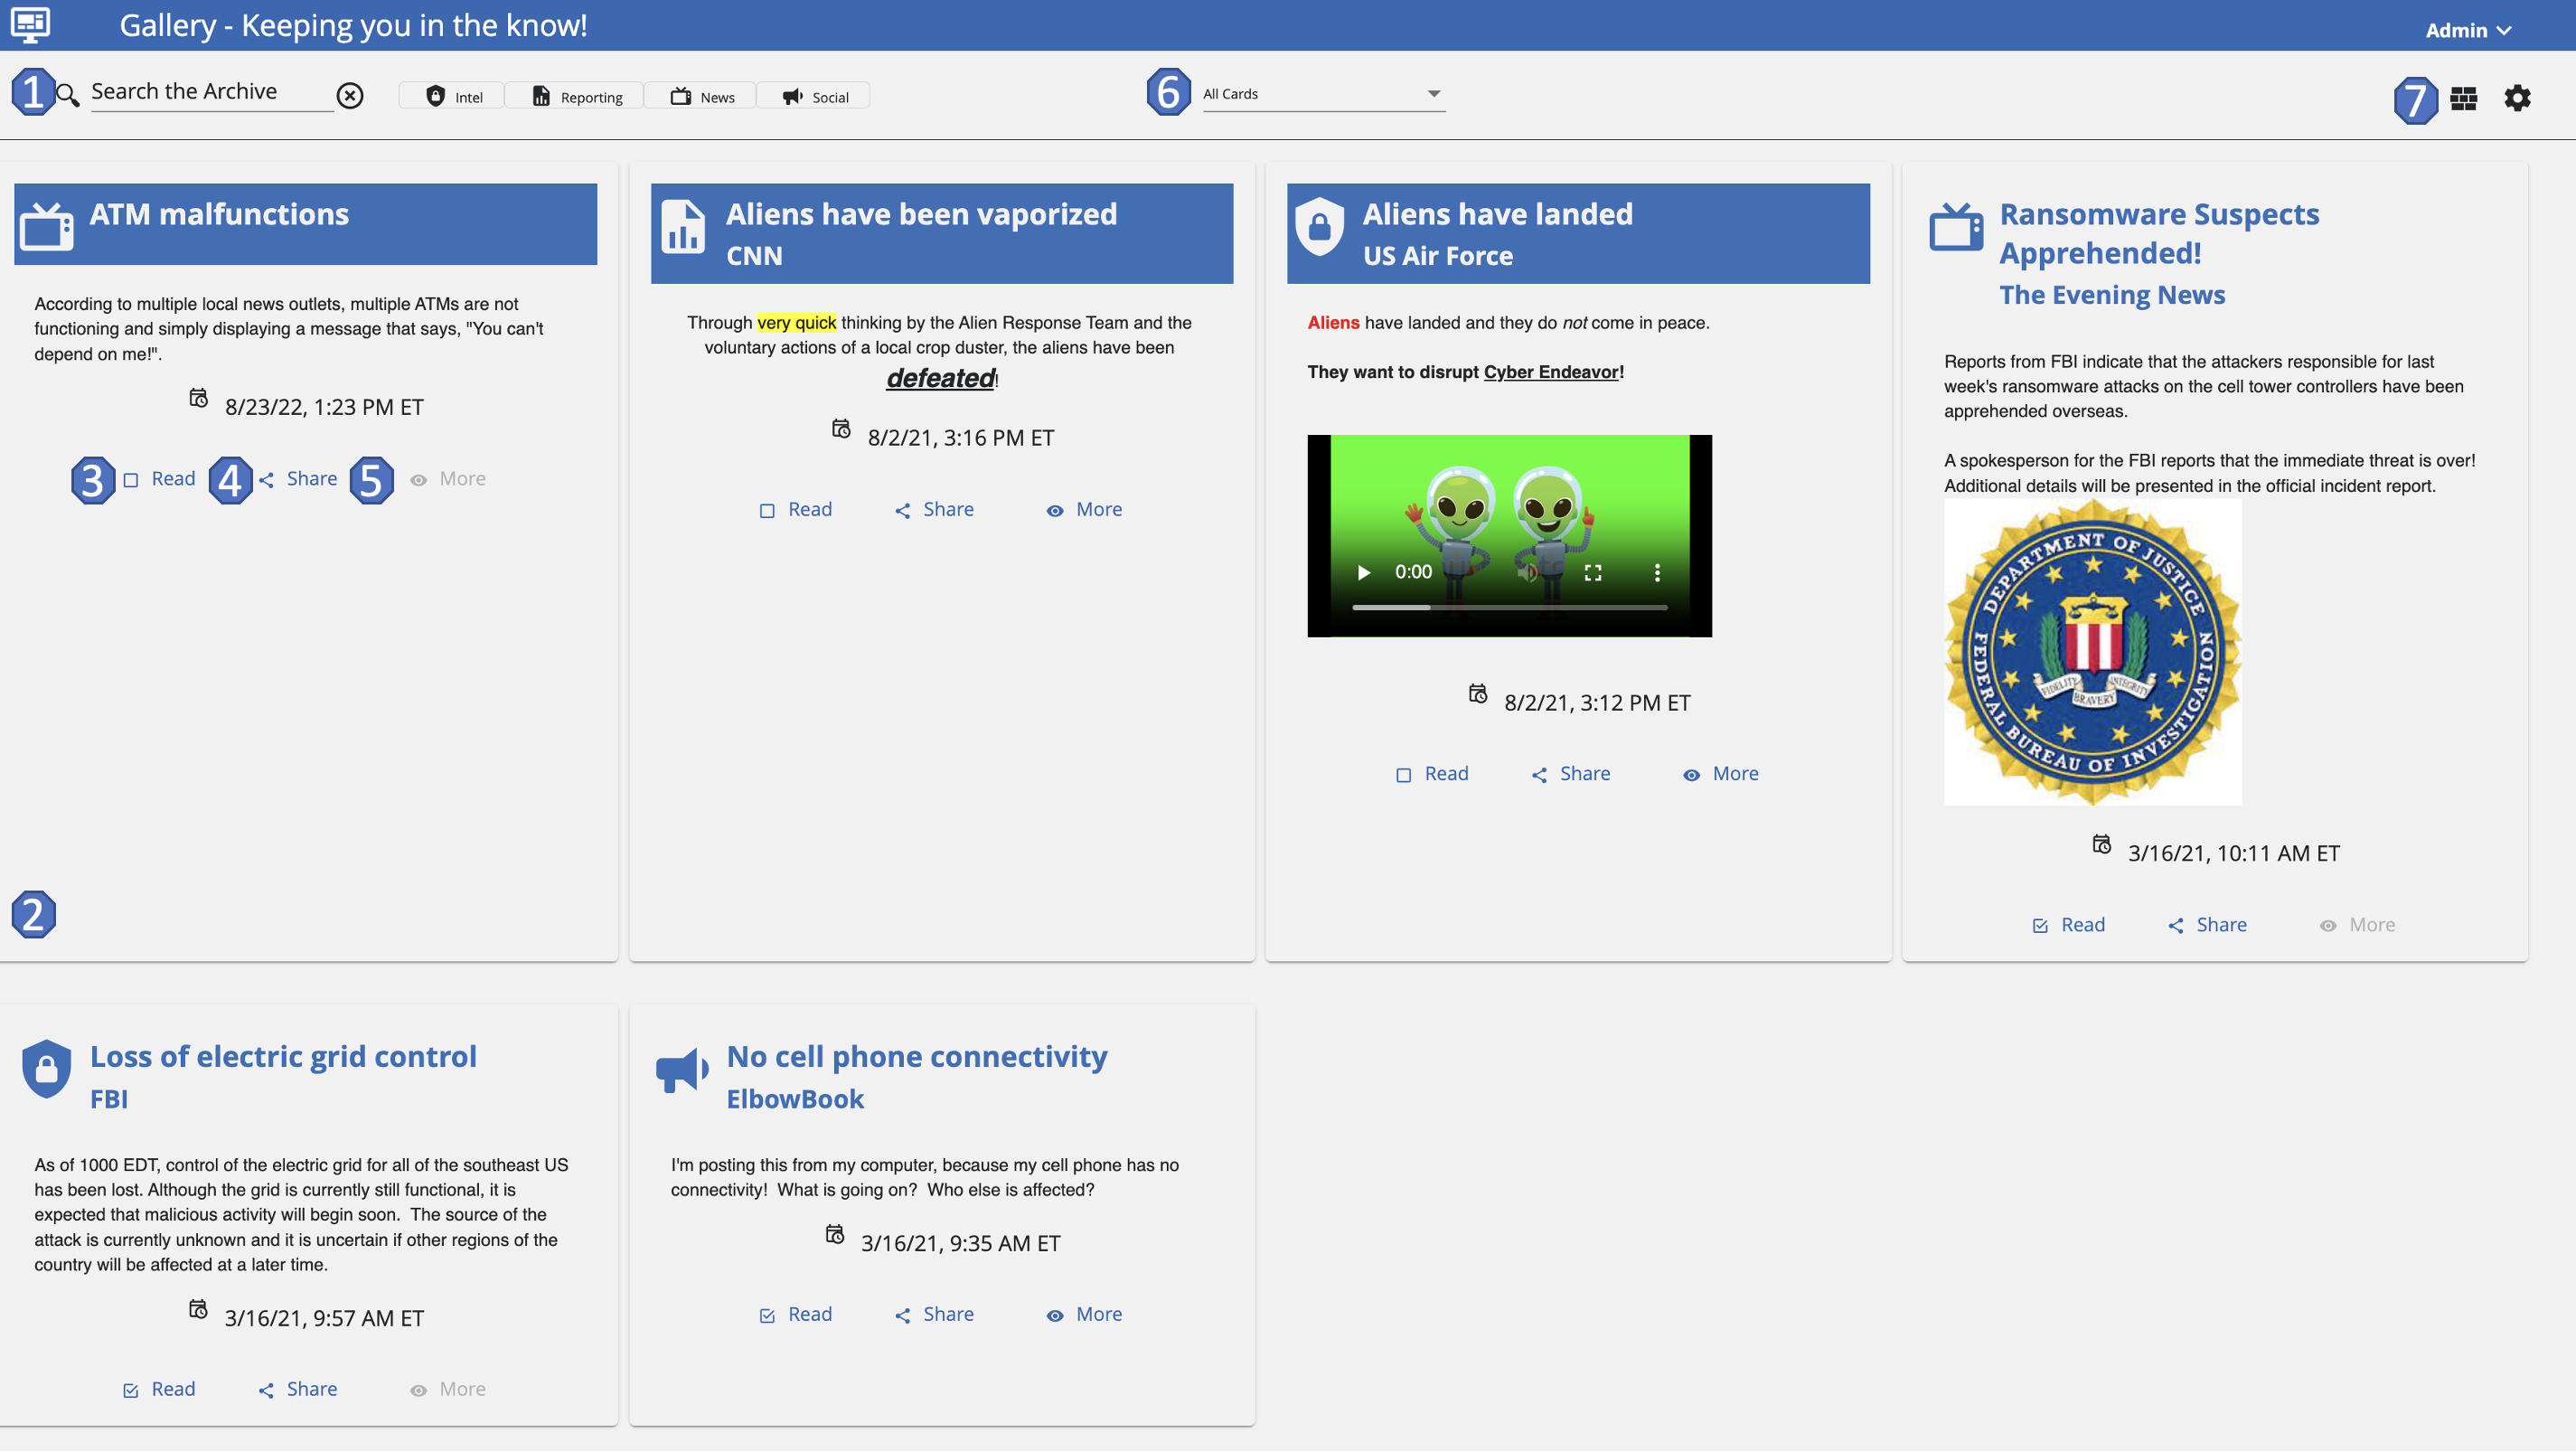 Gallery - Keeping you in the know!
Admin
1
Search the Archive
Intel
Reporting
News
Social
6
All Cards
7
ATM malfunctions
According to multiple local news outlets, multiple ATMs are not
functioning and simply displaying a message that says, "You can't
depend on me!".
8/23/22, 1:23 PM ET
3
Read
4
Share
5
More
2
Aliens have been vaporized
CNN
Through very quick thinking by the Alien Response Team and the
voluntary actions of a local crop duster, the aliens have been
defeated!
8/2/21, 3:16 PM ET
Read
Share
More
Aliens have landed
US Air Force
Aliens have landed and they do not come in peace.
They want to disrupt Cyber Endeavor!
0:00
8/2/21, 3:12 PM ET
Read
Share
More
Ransomware Suspects
Apprehended!
The Evening News
Reports from FBI indicate that the attackers responsible for last
week's ransomware attacks on the cell tower controllers have been
apprehended overseas.
A spokesperson for the FBI reports that the immediate threat is over!
Additional details will be presented in the official incident report.
DEPARTMENT OF JUSTICE
FIDELITY
BRAVERY
INTEGRITY
FEDERAL BUREAU OF INVESTIGATION
3/16/21, 10:11 AM ET
Read
Share
More
Loss of electric grid control
FBI
As of 1000 EDT, control of the electric grid for all of the southeast US
has been lost. Although the grid is currently still functional, it is
expected that malicious activity will begin soon.  The source of the
attack is currently unknown and it is uncertain if other regions of the
country will be affected at a later time.
3/16/21, 9:57 AM ET
Read
Share
More
No cell phone connectivity
ElbowBook
I'm posting this from my computer, because my cell phone has no
connectivity!  What is going on?  Who else is affected?
3/16/21, 9:35 AM ET
Read
Share
More